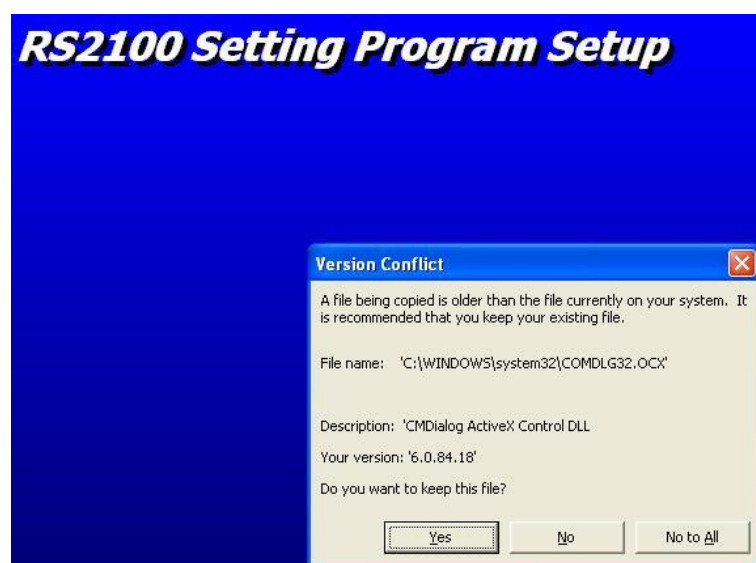 RS2100 Setting Program Setup
Version Conflict
A file being copied is older than the file currently on your system. It
is recommended that you keep your existing file.
File name: 'C:\WINDOWS\system32\COMDLG32.OCX'
Description: 'CMDialog ActiveX Control DLL
Your version: '6.0.84.18'
Do you want to keep this file?
Yes No No to All